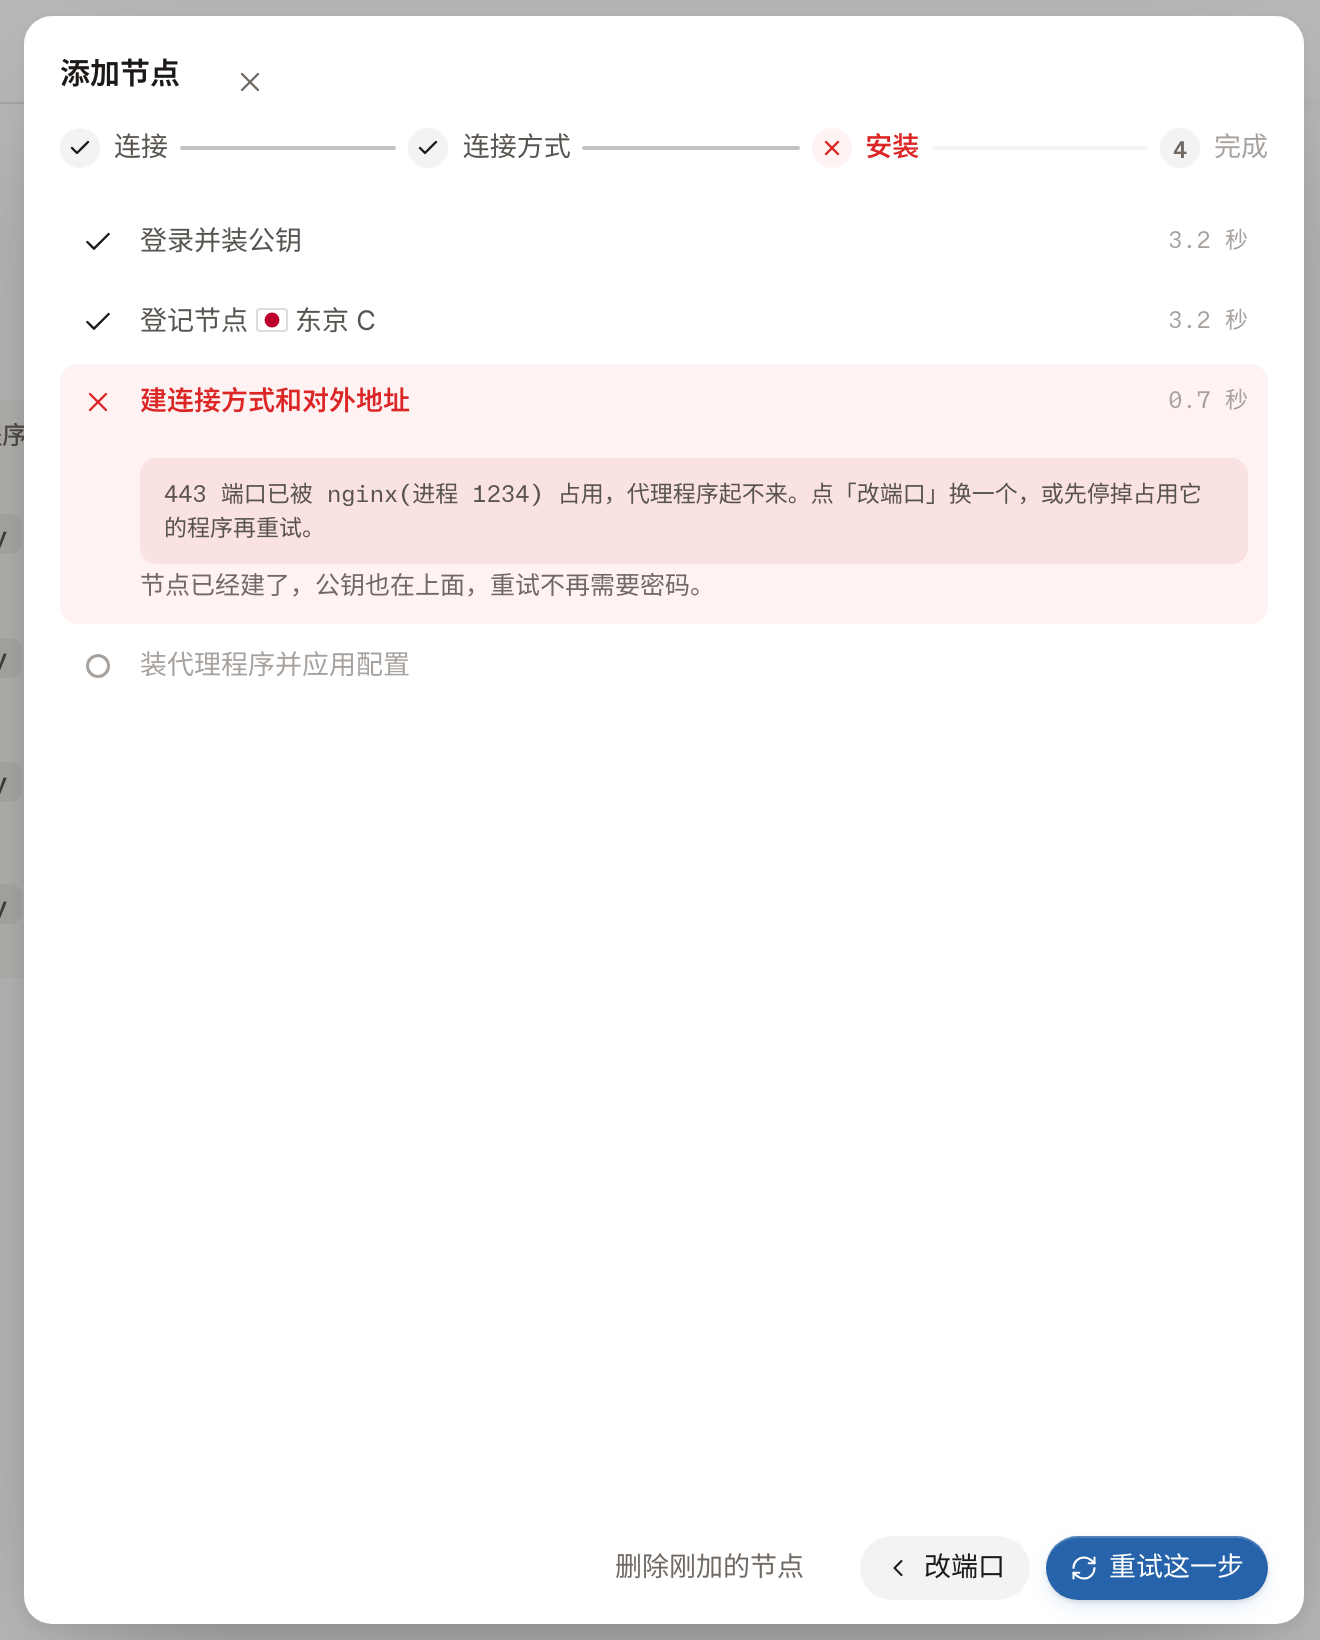 添加节点
连接
连接方式
安装
4 完成
登录并装公钥 3.2 秒
登记节点 🇯🇵 东京 C 3.2 秒
建连接方式和对外地址 0.7 秒
443 端口已被 nginx(进程 1234) 占用，代理程序起不来。点「改端口」换一个，或先停掉占用它
的程序再重试。
节点已经建了，公钥也在上面，重试不再需要密码。
装代理程序并应用配置
删除刚加的节点
改端口
重试这一步